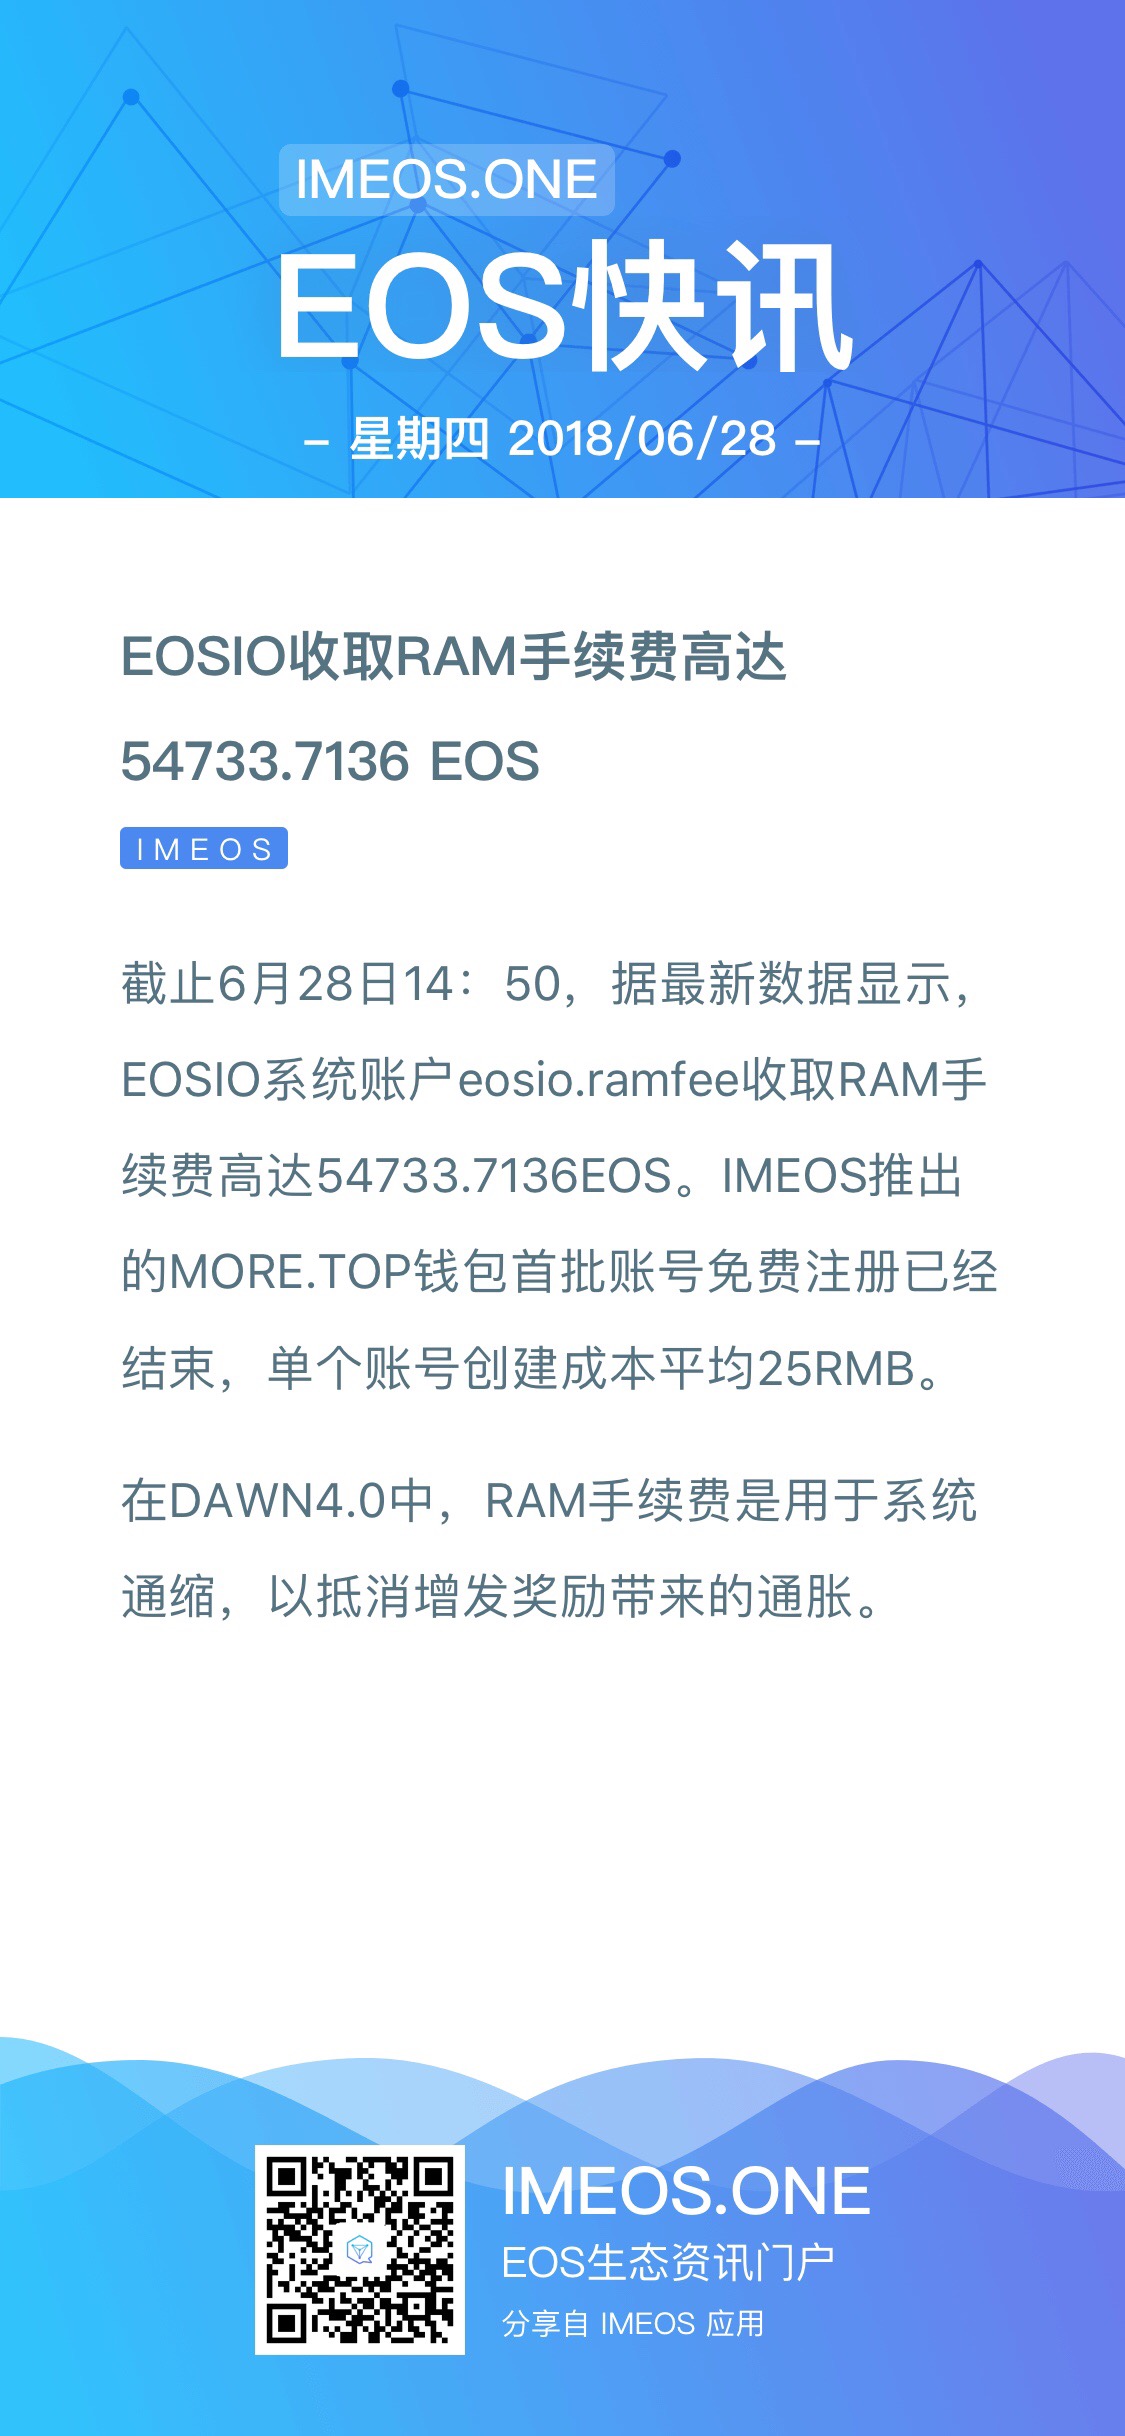 IMEOS.ONE
EOS快讯
– 星期四 2018/06/28 –
EOSIO收取RAM手续费高达
54733.7136 EOS
IMEOS
截止6月28日14：50，据最新数据显示，
EOSIO系统账户eosio.ramfee收取RAM手
续费高达54733.7136EOS。IMEOS推出
的MORE.TOP钱包首批账号免费注册已经
结束，单个账号创建成本平均25RMB。
在DAWN4.0中，RAM手续费是用于系统
通缩，以抵消增发奖励带来的通胀。
IMEOS.ONE
EOS生态资讯门户
分享自 IMEOS 应用